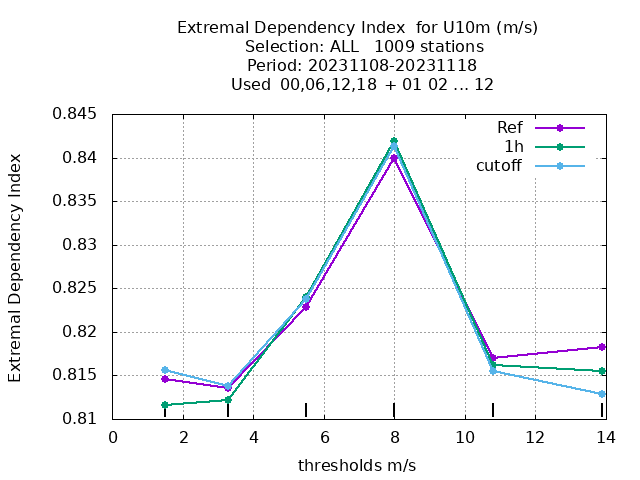 Extremal Dependency Index  for U10m (m/s)
Selection: ALL   1009 stations
Period: 20231108-20231118
Used  00,06,12,18  + 01 02 ... 12
Ref
1h
cutoff
Extremal Dependency Index
0.845
0.84
0.835
0.83
0.825
0.82
0.815
0.81
0 2 4 6 8 10 12 14
thresholds m/s